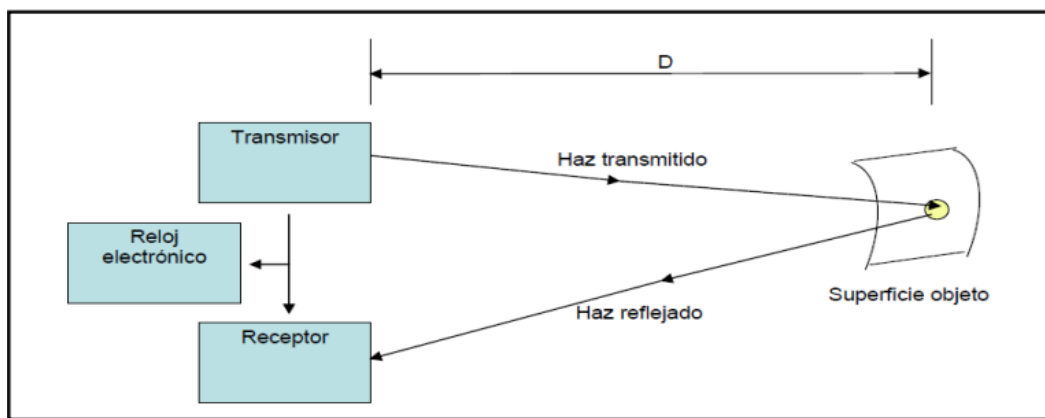 D
Transmisor
Haz transmitido
Reloj
electrónico
Superficie objeto
Haz reflejado
Receptor